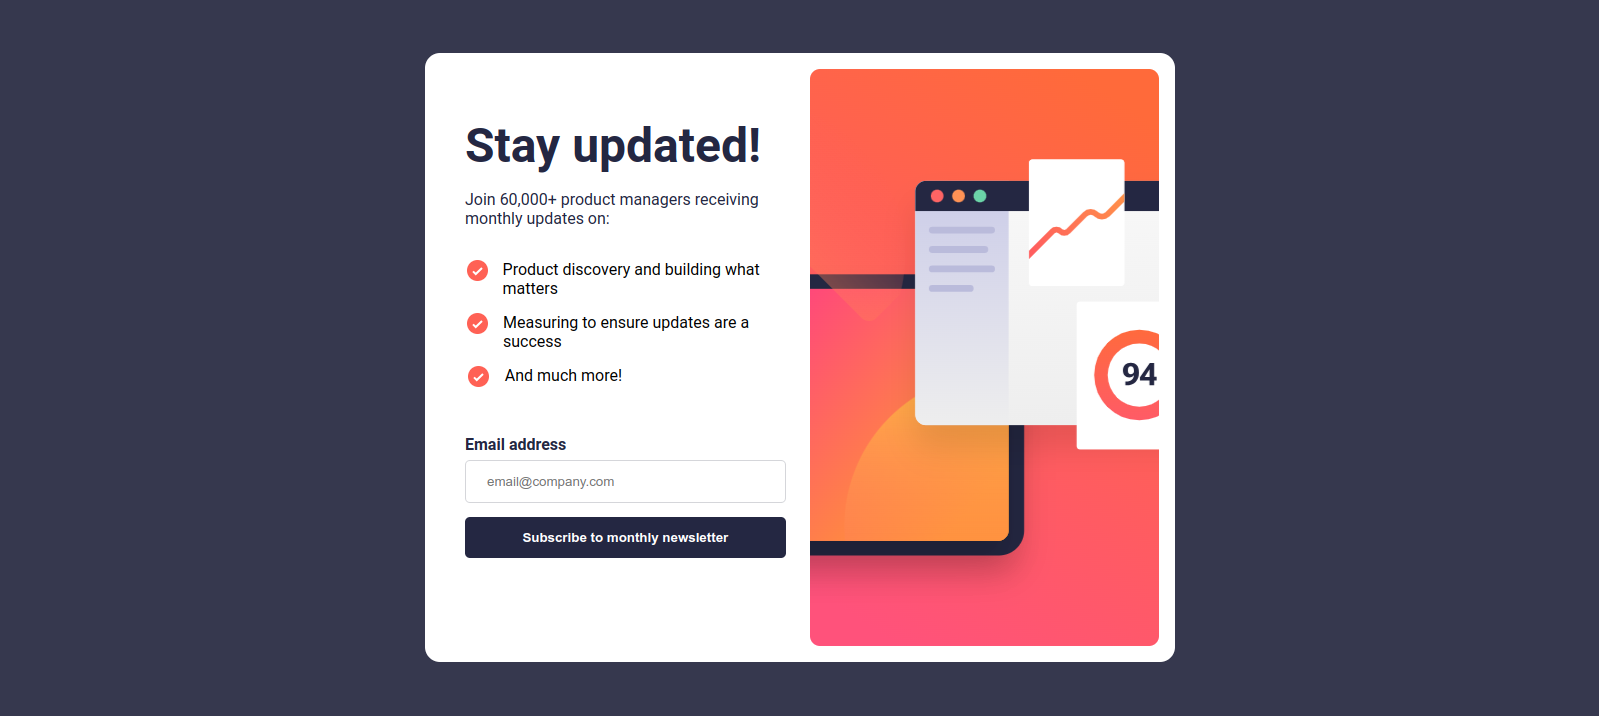 Stay updated!
Join 60,000+ product managers receiving
monthly updates on:
Product discovery and building what
matters
Measuring to ensure updates are a
success
And much more!
Email address
email@company.com
Subscribe to monthly newsletter
94